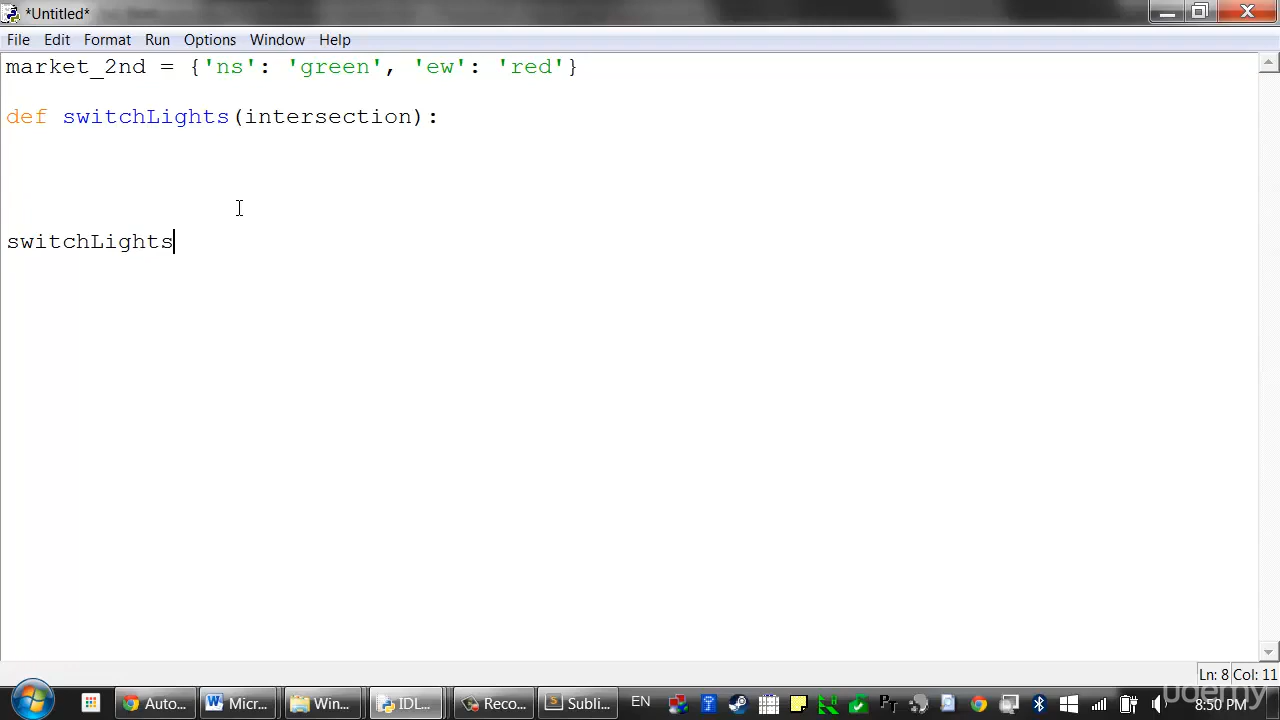 *Untitled*
File Edit Format Run Options Window Help
market_2nd = {'ns': 'green', 'ew': 'red'}
def switchLights(intersection):
switchLights
Ln: 8 Col: 11
Auto... Micr... Win... IDL... Reco... Subli... EN 8:50 PM
udemy